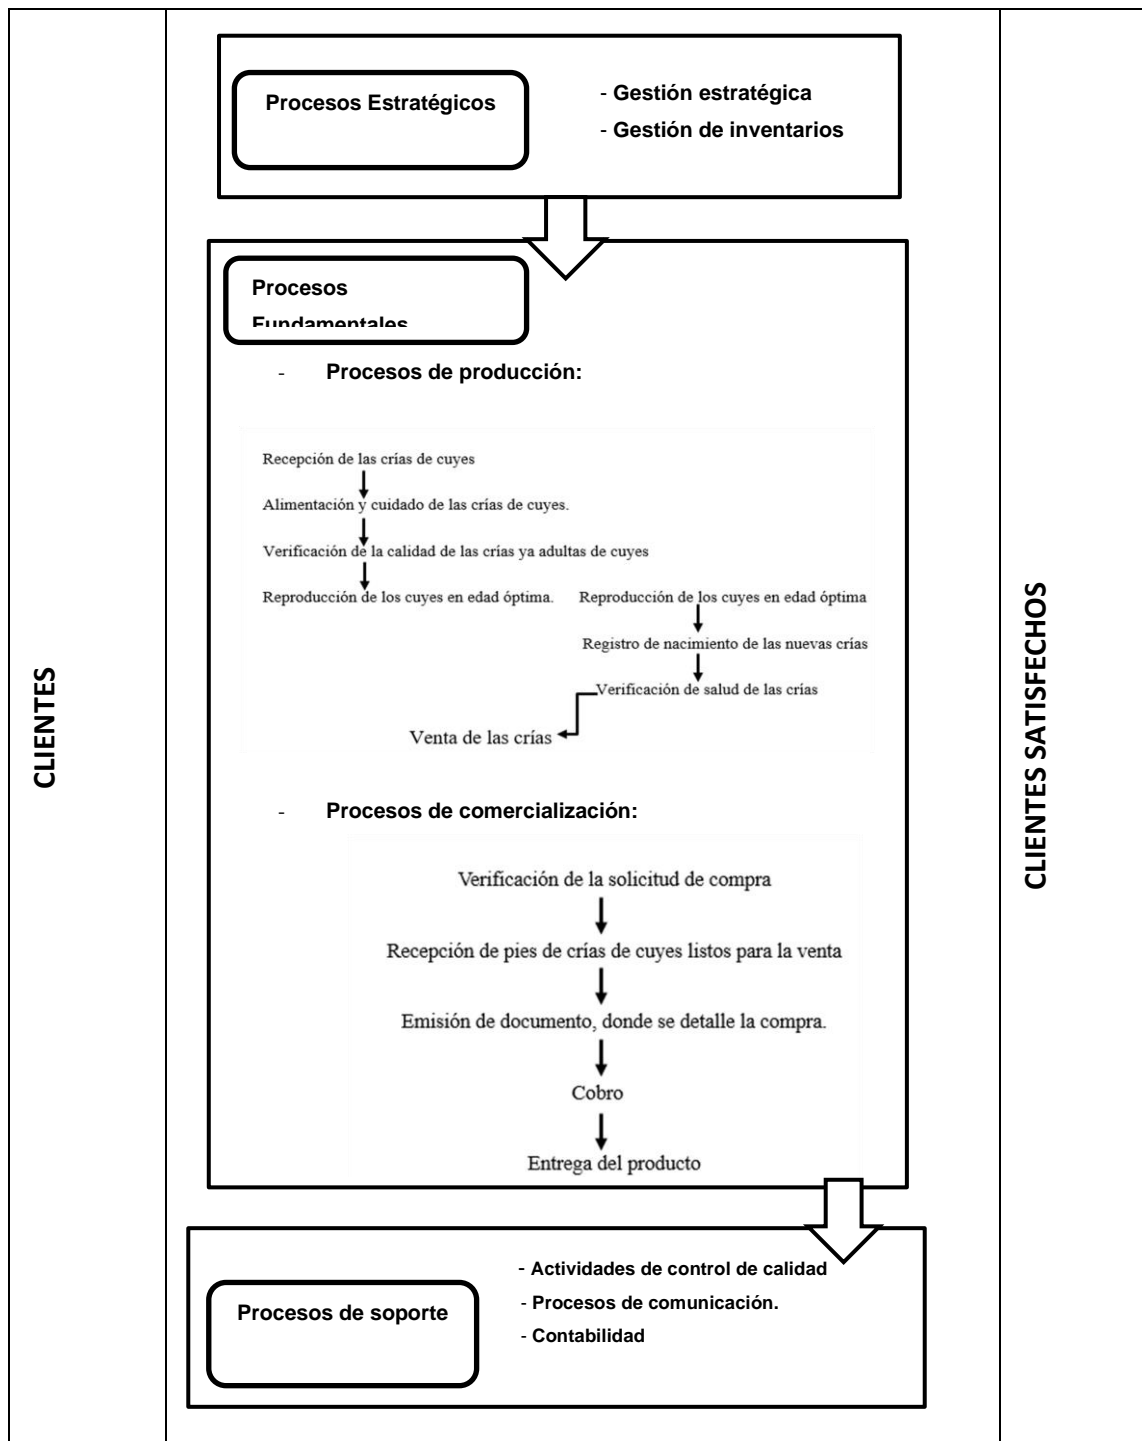 Procesos Estratégicos
- Gestión estratégica
- Gestión de inventarios
Procesos
Fundamentales
- Procesos de producción:
Recepción de las crías de cuyes
Alimentación y cuidado de las crías de cuyes.
Verificación de la calidad de las crías ya adultas de cuyes
Reproducción de los cuyes en edad óptima.
Reproducción de los cuyes en edad óptima
Registro de nacimiento de las nuevas crías
Verificación de salud de las crías
Venta de las crías
- Procesos de comercialización:
Verificación de la solicitud de compra
Recepción de pies de crías de cuyes listos para la venta
Emisión de documento, donde se detalle la compra.
Cobro
Entrega del producto
Procesos de soporte
- Actividades de control de calidad
- Procesos de comunicación.
- Contabilidad
CLIENTES
CLIENTES SATISFECHOS